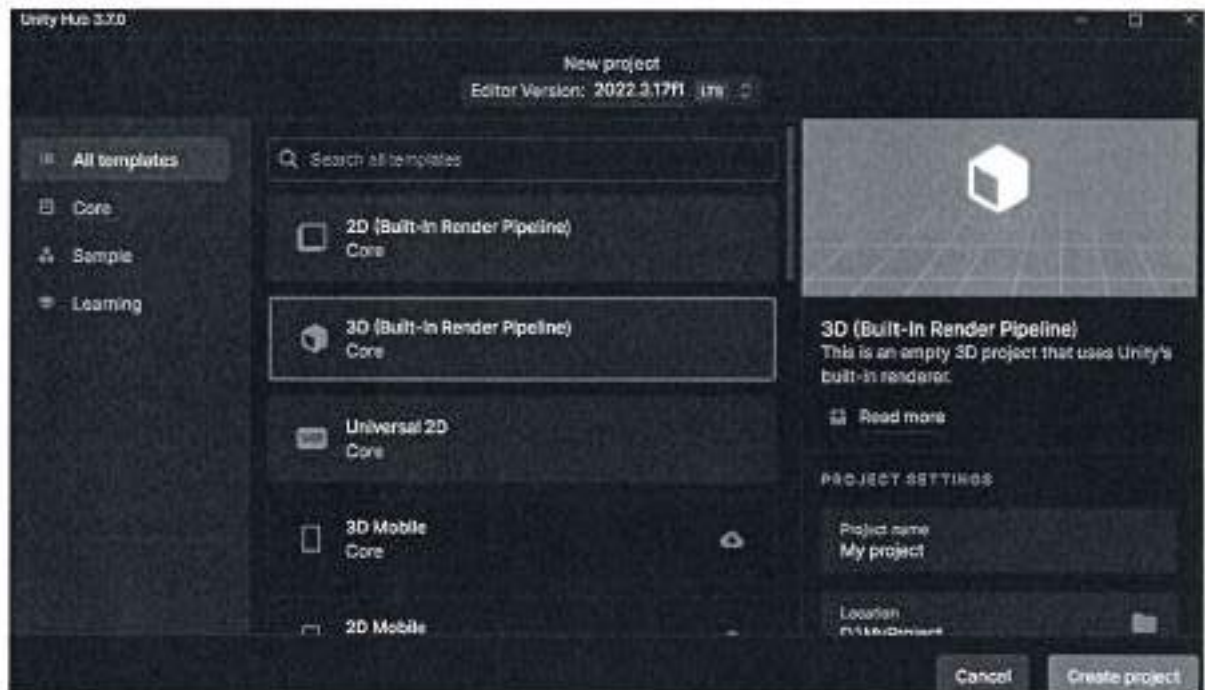 Unity Hub 3.7.0
New project
Editor Version: 2022.3.17f1 LTS
All templates
Core
Sample
Learning
Search all templates
2D (Built-In Render Pipeline)
Core
3D (Built-In Render Pipeline)
Core
Universal 2D
Core
3D Mobile
Core
2D Mobile
3D (Built-In Render Pipeline)
This is an empty 3D project that uses Unity's
built-in renderer.
Read more
PROJECT SETTINGS
Project name
My project
Location
D:\MyProject
Cancel
Create project